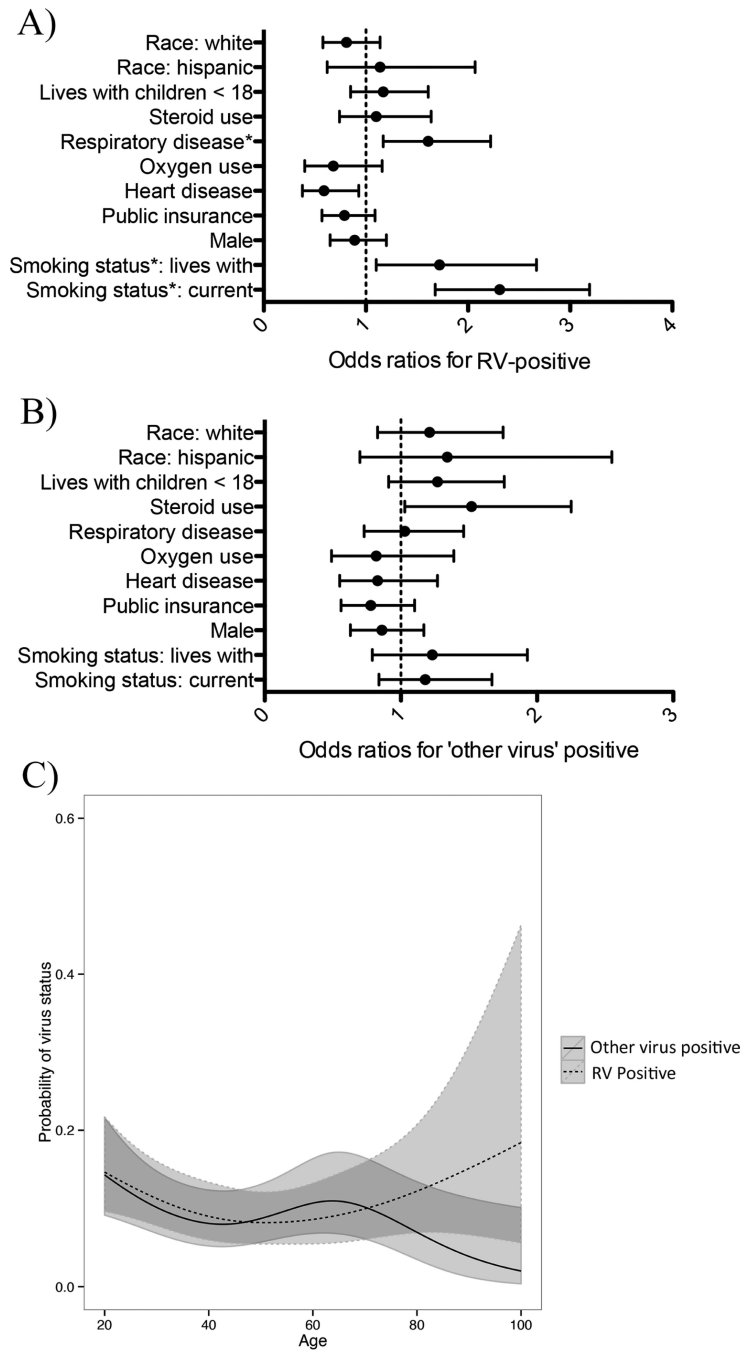 A)
Race: white
Race: hispanic
Lives with children < 18
Steroid use
Respiratory disease*
Oxygen use
Heart disease
Public insurance
Male
Smoking status*: lives with
Smoking status*: current
0 1 2 3 4
Odds ratios for RV-positive
B)
Race: white
Race: hispanic
Lives with children < 18
Steroid use
Respiratory disease
Oxygen use
Heart disease
Public insurance
Male
Smoking status: lives with
Smoking status: current
0 1 2 3
Odds ratios for 'other virus' positive
C)
0.6
0.4
0.2
0.0
Probability of virus status
20 40 60 80 100
Age
Other virus positive
RV Positive